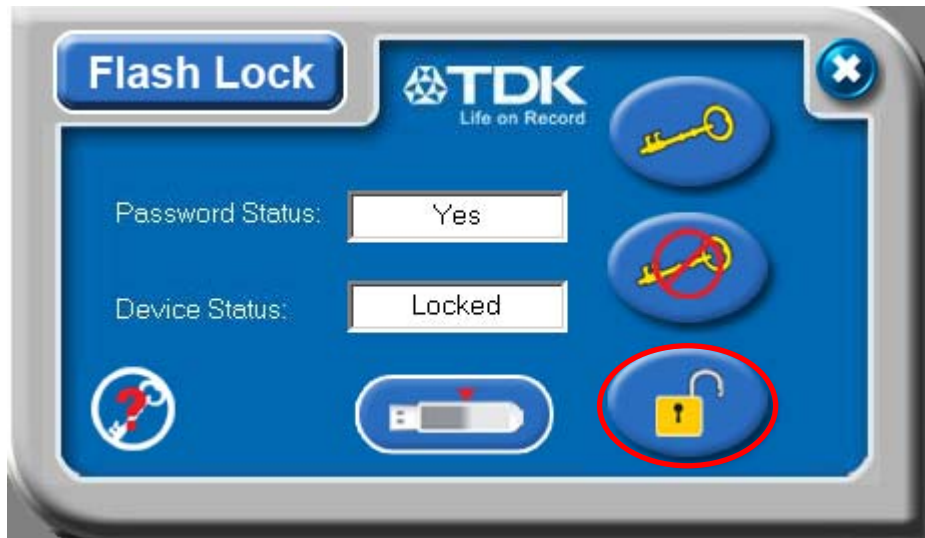 Flash Lock
TDK
Life on Record
Password Status:
Yes
Device Status:
Locked
?